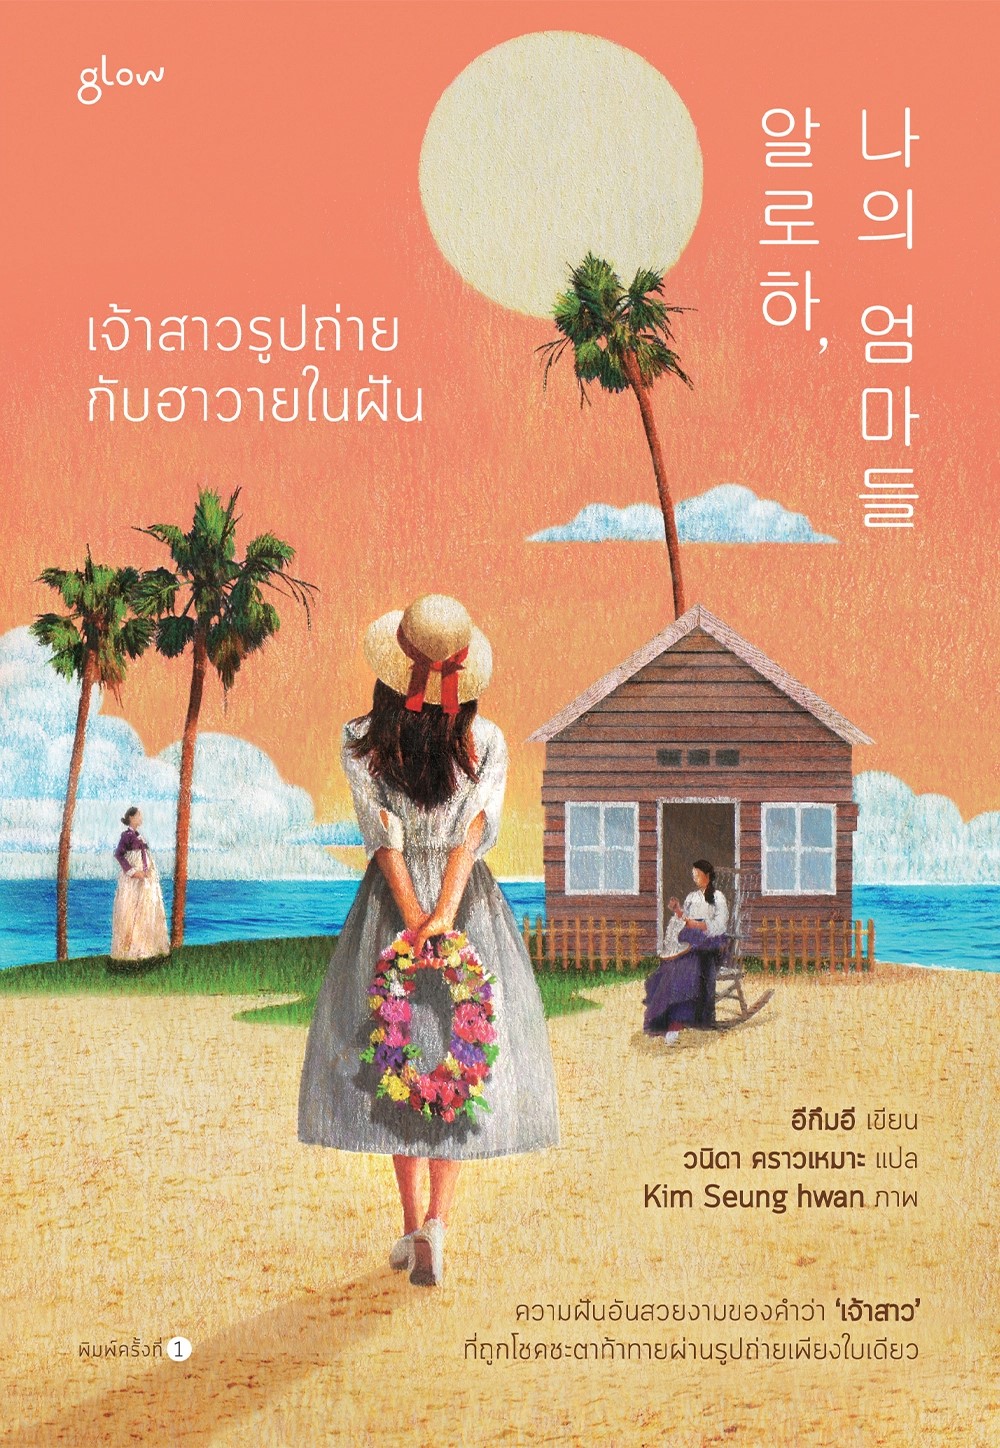 glow
알로하,
나의 엄마들
เจ้าสาวรูปถ่าย
กับฮาวายในฝัน
อีกึมอี เขียน
วนิดา คราวเหมาะ แปล
Kim Seung hwan ภาพ
ความฝันอันสวยงามของคำว่า ‘เจ้าสาว’
ที่ถูกโชคชะตาท้าทายผ่านรูปถ่ายเพียงใบเดียว
พิมพ์ครั้งที่ 1